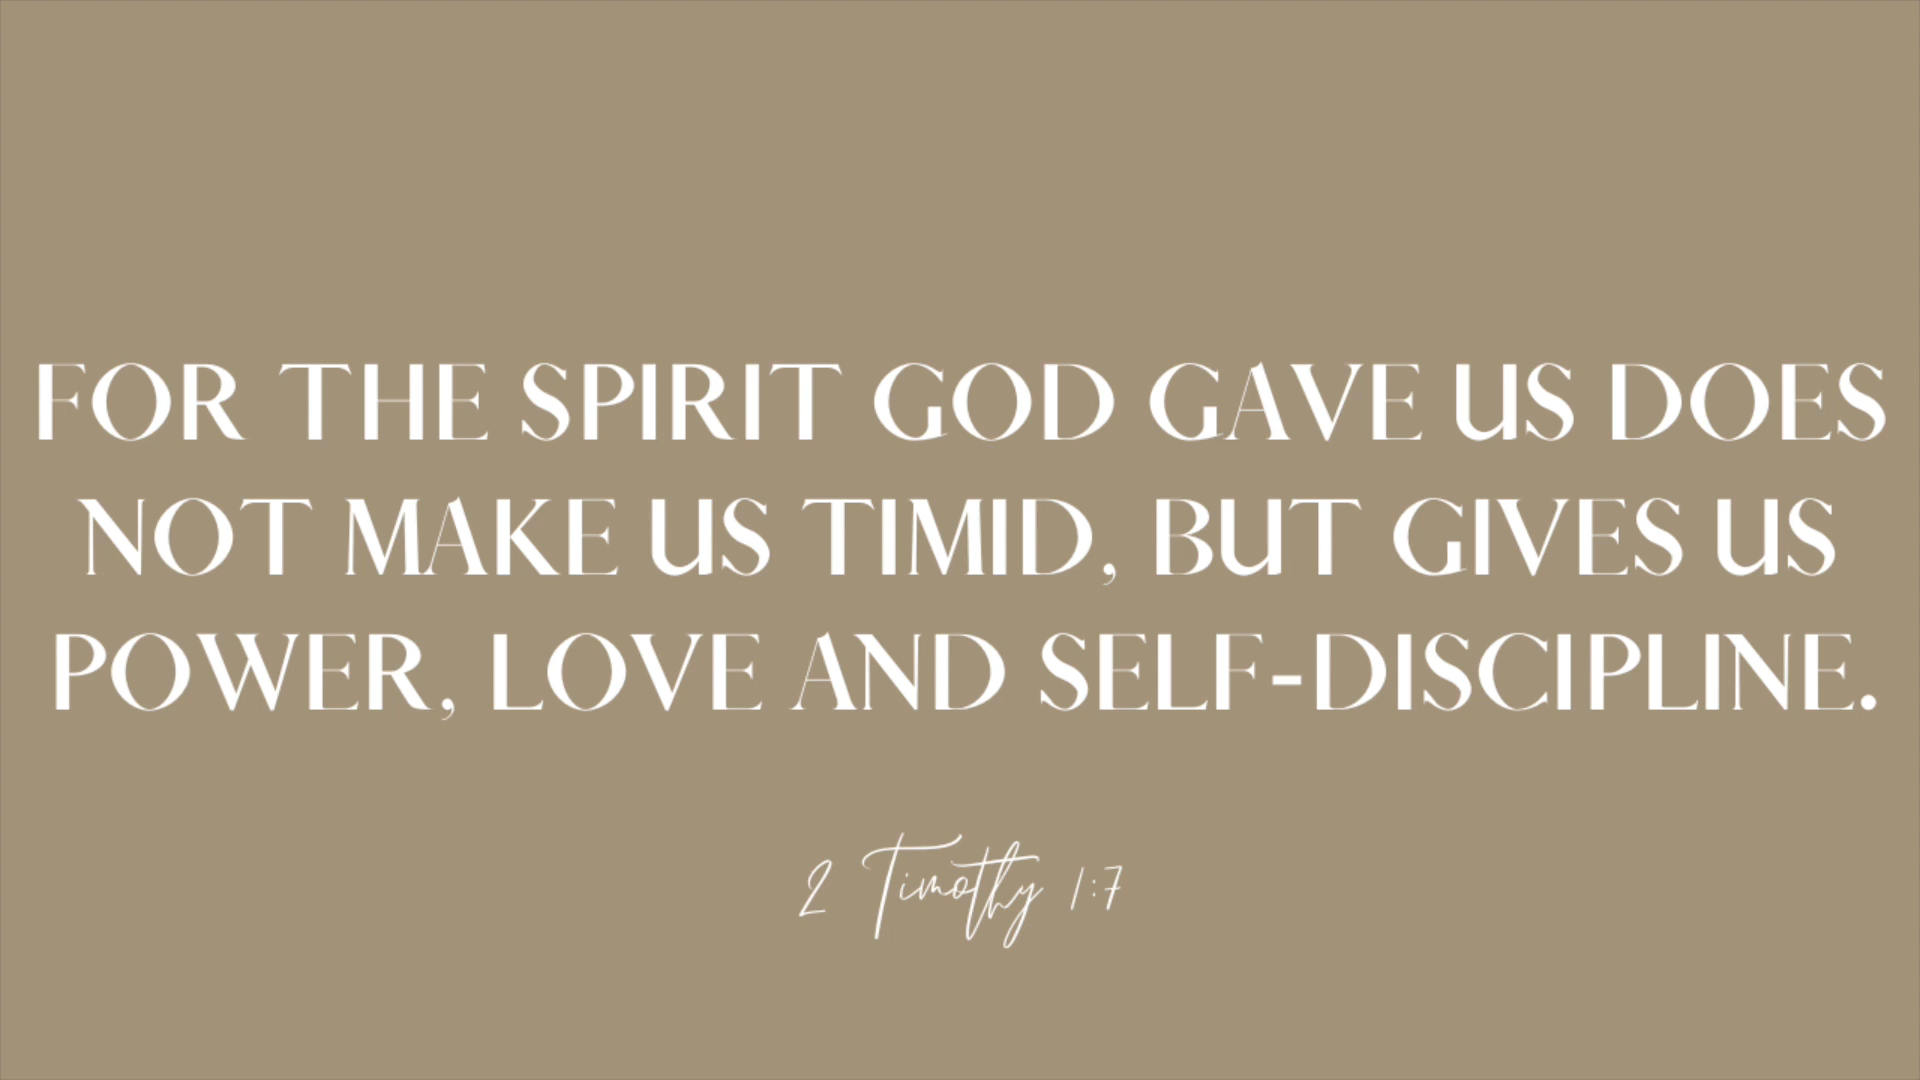 FOR THE SPIRIT GOD GAVE US DOES
NOT MAKE US TIMID, BUT GIVES US
POWER, LOVE AND SELF-DISCIPLINE.
2 Timothy 1:7